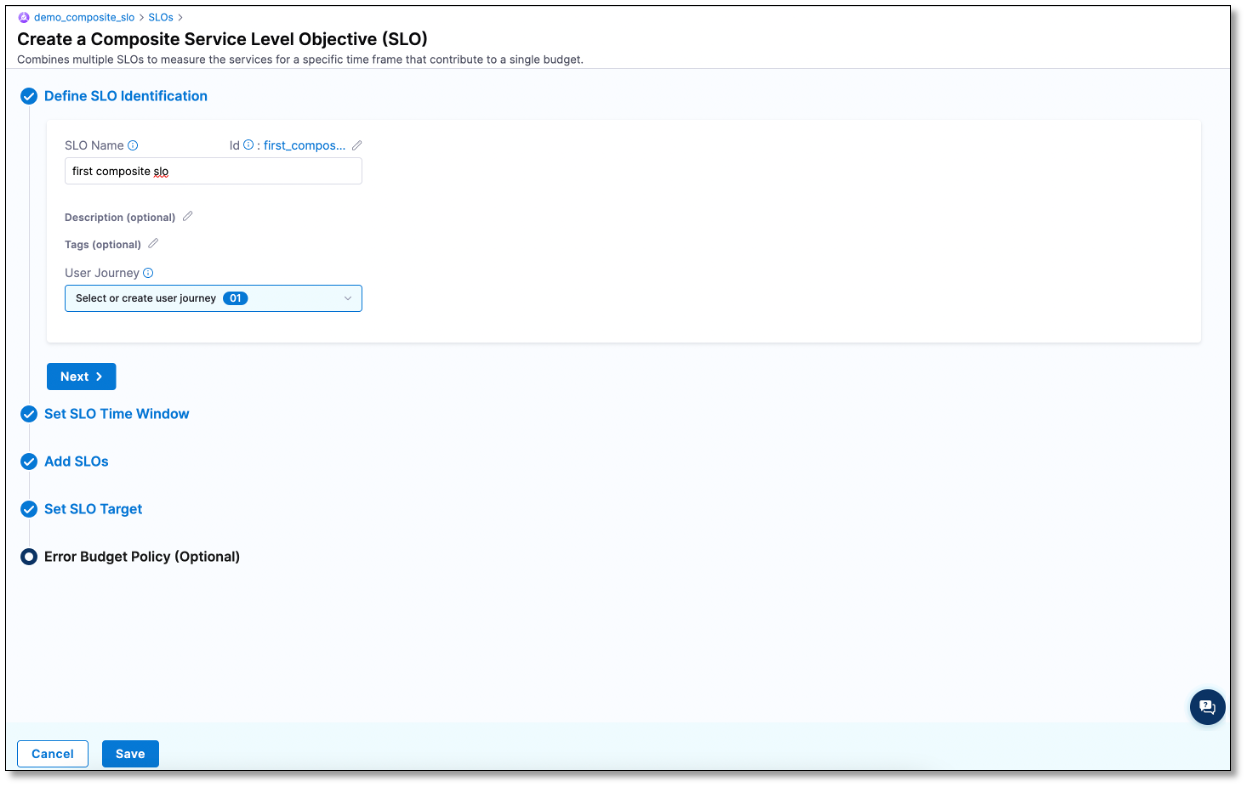 demo_composite_slo > SLOs >
Create a Composite Service Level Objective (SLO)
Combines multiple SLOs to measure the services for a specific time frame that contribute to a single budget.
Define SLO Identification
SLO Name Id : first_compos...
first composite slo
Description (optional)
Tags (optional)
User Journey
Select or create user journey 01
Next >
Set SLO Time Window
Add SLOs
Set SLO Target
Error Budget Policy (Optional)
Cancel Save